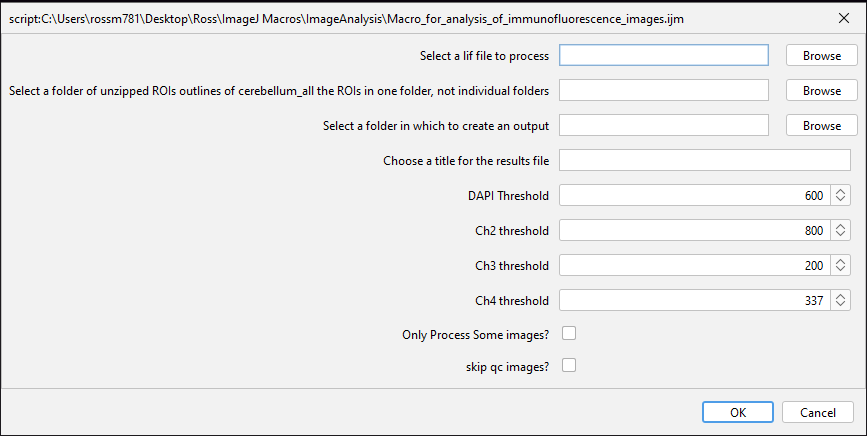 script:C:\Users\rossm781\Desktop\Ross\ImageJ Macros\ImageAnalysis\Macro_for_analysis_of_immunofluorescence_images.ijm
Select a lif file to process Browse
Select a folder of unzipped ROIs outlines of cerebellum_all the ROIs in one folder, not individual folders Browse
Select a folder in which to create an output Browse
Choose a title for the results file
DAPI Threshold 600
Ch2 threshold 800
Ch3 threshold 200
Ch4 threshold 337
Only Process Some images?
skip qc images?
OK Cancel